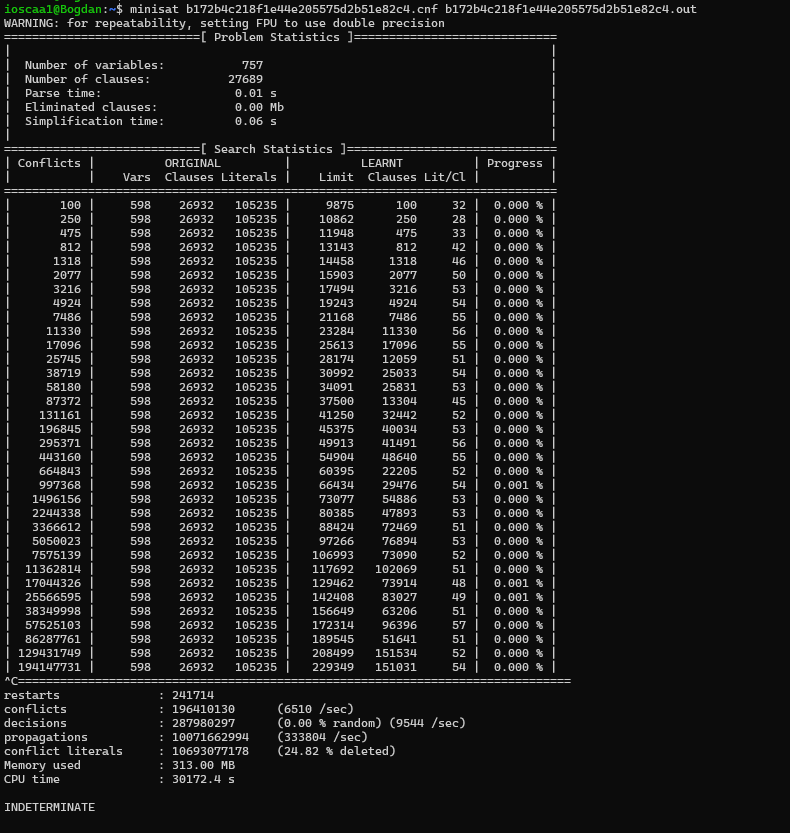 ioscaa1@Bogdan:~$ minisat b172b4c218f1e44e205575d2b51e82c4.cnf b172b4c218f1e44e205575d2b51e82c4.out
WARNING: for repeatability, setting FPU to use double precision
============================[ Problem Statistics ]=============================
|                                                                             |
|  Number of variables:           757                                         |
|  Number of clauses:           27689                                         |
|  Parse time:                   0.01 s                                       |
|  Eliminated clauses:           0.00 Mb                                      |
|  Simplification time:          0.06 s                                       |
|                                                                             |
============================[ Search Statistics ]==============================
| Conflicts |          ORIGINAL         |          LEARNT          | Progress |
|           |    Vars  Clauses Literals |    Limit  Clauses Lit/Cl |          |
===============================================================================
|       100 |     598    26932   105235 |     9875      100     32 |  0.000 % |
|       250 |     598    26932   105235 |    10862      250     28 |  0.000 % |
|       475 |     598    26932   105235 |    11948      475     33 |  0.000 % |
|       812 |     598    26932   105235 |    13143      812     42 |  0.000 % |
|      1318 |     598    26932   105235 |    14458     1318     46 |  0.000 % |
|      2077 |     598    26932   105235 |    15903     2077     50 |  0.000 % |
|      3216 |     598    26932   105235 |    17494     3216     53 |  0.000 % |
|      4924 |     598    26932   105235 |    19243     4924     54 |  0.000 % |
|      7486 |     598    26932   105235 |    21168     7486     55 |  0.000 % |
|     11330 |     598    26932   105235 |    23284    11330     56 |  0.000 % |
|     17096 |     598    26932   105235 |    25613    17096     55 |  0.000 % |
|     25745 |     598    26932   105235 |    28174    12059     51 |  0.000 % |
|     38719 |     598    26932   105235 |    30992    25033     54 |  0.000 % |
|     58180 |     598    26932   105235 |    34091    25831     53 |  0.000 % |
|     87372 |     598    26932   105235 |    37500    13304     45 |  0.000 % |
|    131161 |     598    26932   105235 |    41250    32442     52 |  0.000 % |
|    196845 |     598    26932   105235 |    45375    40034     53 |  0.000 % |
|    295371 |     598    26932   105235 |    49913    41491     56 |  0.000 % |
|    443160 |     598    26932   105235 |    54904    48640     55 |  0.000 % |
|    664843 |     598    26932   105235 |    60395    22205     52 |  0.000 % |
|    997368 |     598    26932   105235 |    66434    29476     54 |  0.001 % |
|   1496156 |     598    26932   105235 |    73077    54886     53 |  0.000 % |
|   2244338 |     598    26932   105235 |    80385    47893     53 |  0.000 % |
|   3366612 |     598    26932   105235 |    88424    72469     51 |  0.000 % |
|   5050023 |     598    26932   105235 |    97266    76894     53 |  0.000 % |
|   7575139 |     598    26932   105235 |   106993    73090     52 |  0.000 % |
|  11362814 |     598    26932   105235 |   117692   102069     51 |  0.000 % |
|  17044326 |     598    26932   105235 |   129462    73914     48 |  0.001 % |
|  25566595 |     598    26932   105235 |   142408    83027     49 |  0.001 % |
|  38349998 |     598    26932   105235 |   156649    63206     51 |  0.000 % |
|  57525103 |     598    26932   105235 |   172314    96396     57 |  0.000 % |
|  86287761 |     598    26932   105235 |   189545    51641     51 |  0.000 % |
| 129431749 |     598    26932   105235 |   208499   151534     52 |  0.000 % |
| 194147731 |     598    26932   105235 |   229349   151031     54 |  0.000 % |
^C===============================================================================
restarts              : 241714
conflicts             : 196410130      (6510 /sec)
decisions             : 287980297      (0.00 % random) (9544 /sec)
propagations          : 10071662994    (333804 /sec)
conflict literals     : 10693077178    (24.82 % deleted)
Memory used           : 313.00 MB
CPU time              : 30172.4 s

INDETERMINATE